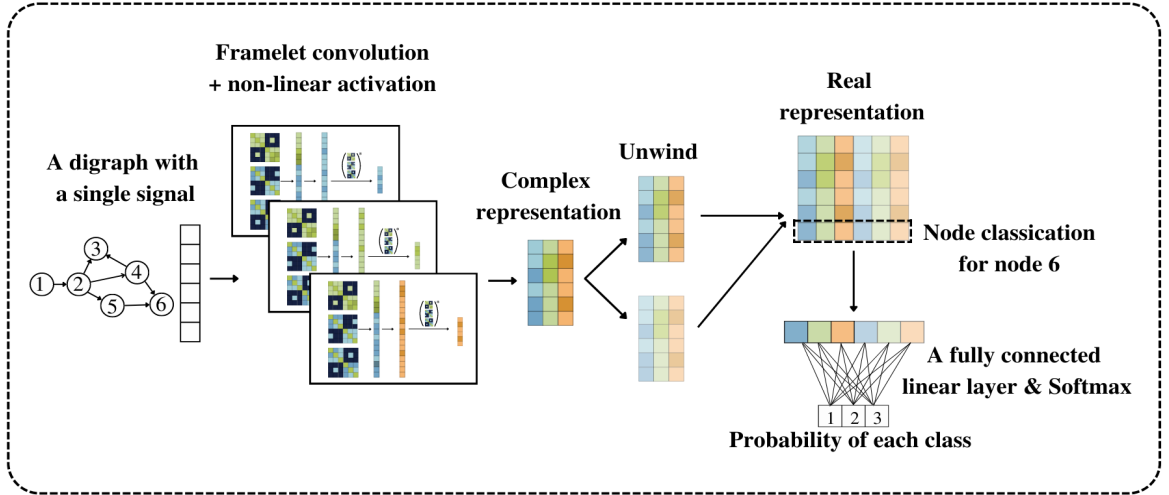 Framelet convolution
+ non-linear activation
A digraph with
a single signal
1
2
3
4
5
6
Complex
representation
Unwind
Real
representation
Node classication
for node 6
A fully connected
linear layer & Softmax
1 2 3
Probability of each class